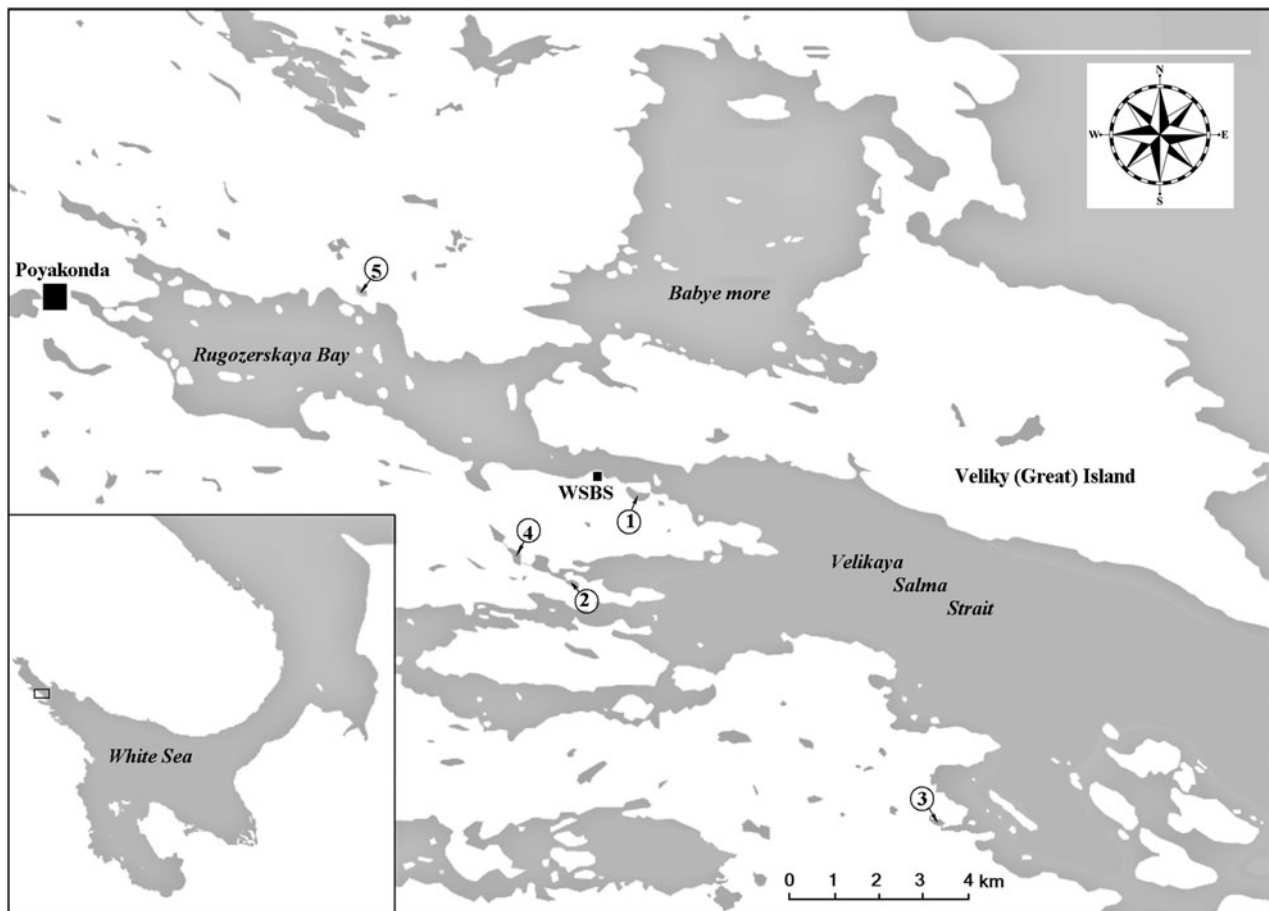 N
W E
S
5
Poyakonda
Babye more
Rugozerskaya Bay
WSBS
Veliky (Great) Island
1
4
Velikaya
Salma
Strait
2
White Sea
3
0 1 2 3 4 km